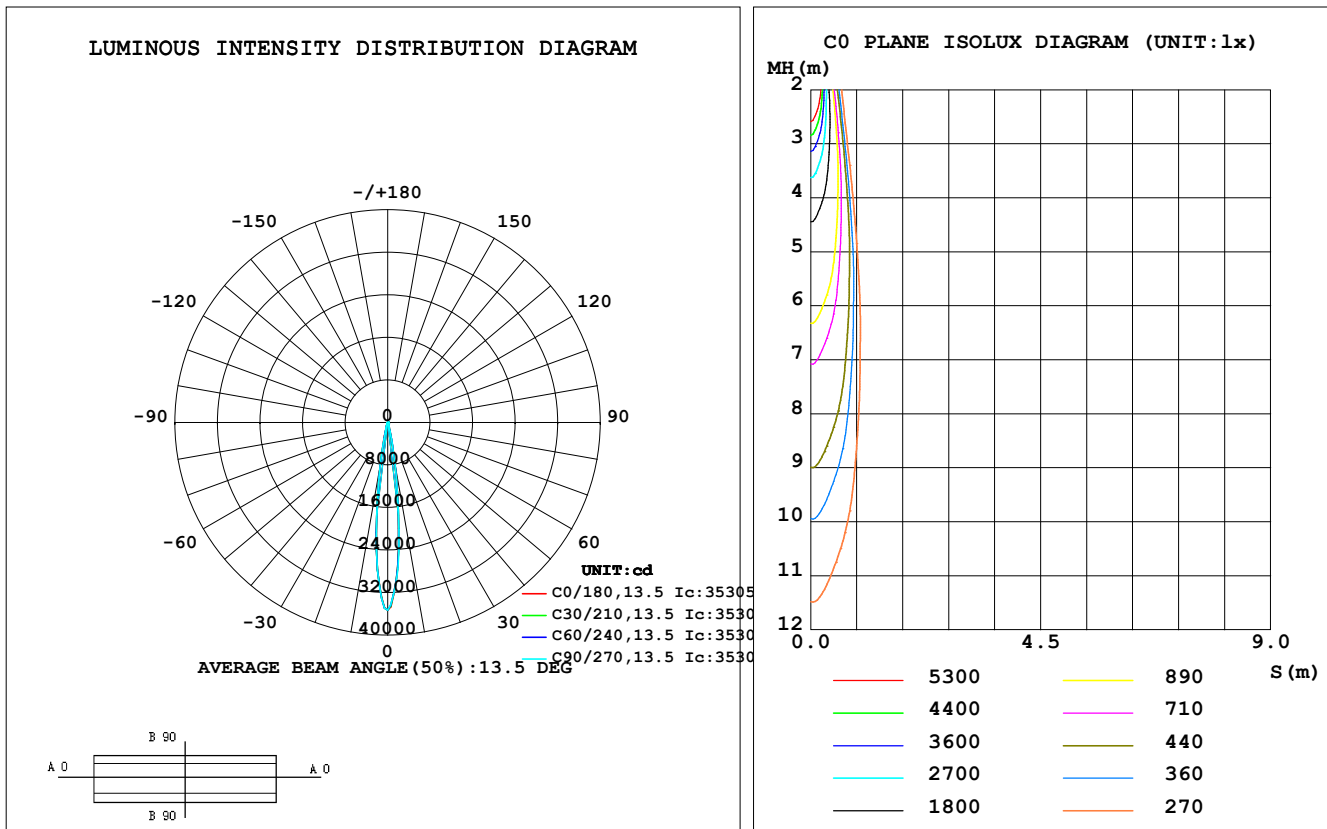 LUMINOUS INTENSITY DISTRIBUTION DIAGRAM
-/+180
-150 150
-120 120
-90 90
-60 60
-30 30
0
0
8000
16000
24000
32000
40000
UNIT:cd
C0/180,13.5 Ic:35305
C30/210,13.5 Ic:3530
C60/240,13.5 Ic:3530
C90/270,13.5 Ic:3530
AVERAGE BEAM ANGLE(50%):13.5 DEG
B 90
A 0 A 0
B 90
C0 PLANE ISOLUX DIAGRAM (UNIT:lx)
MH(m)
2
3
4
5
6
7
8
9
10
11
12
0.0 4.5 9.0
S(m)
5300 890
4400 710
3600 440
2700 360
1800 270